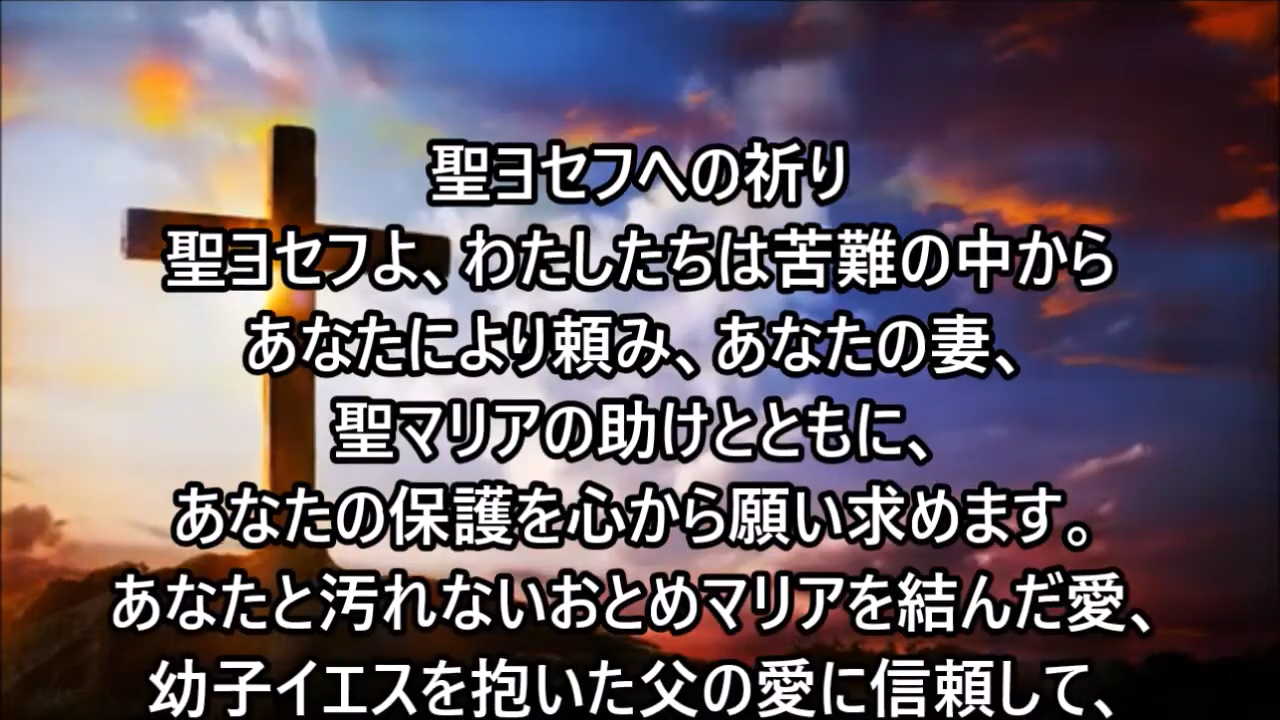 聖ヨセフへの祈り
聖ヨセフよ、わたしたちは苦難の中から
あなたにより頼み、あなたの妻、
聖マリアの助けとともに、
あなたの保護を心から願い求めます。
あなたと汚れないおとめマリアを結んだ愛、
幼子イエスを抱いた父の愛に信頼して、